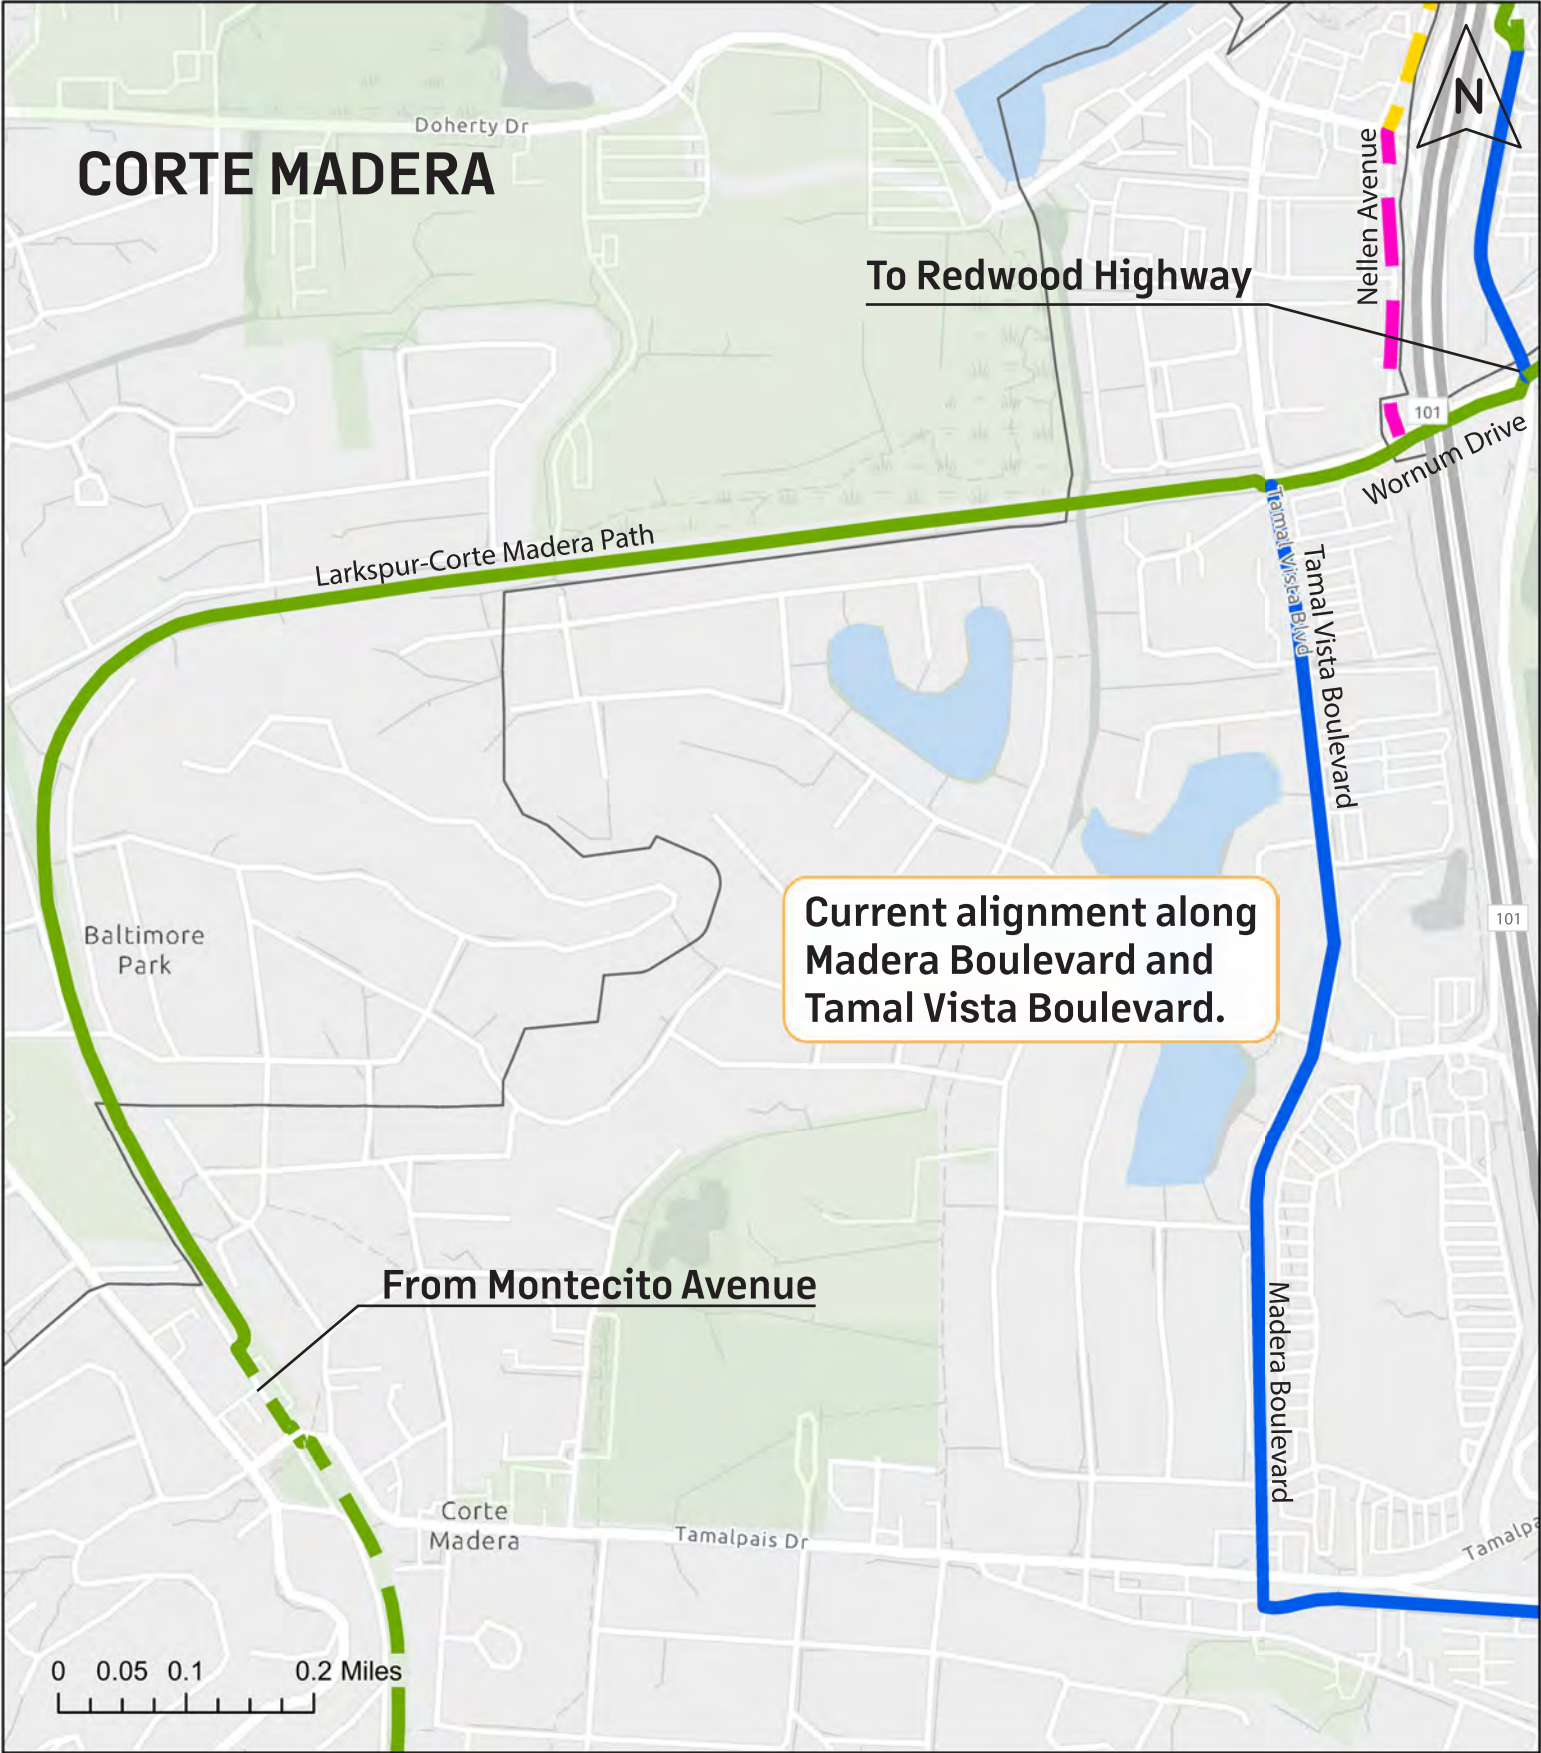 Doherty Dr
CORTE MADERA
N
Nellen Avenue
To Redwood Highway
101
Wornum Drive
Larkspur-Corte Madera Path
Tamal Vista Blvd
Tamal Vista Boulevard
Current alignment along
Madera Boulevard and
Tamal Vista Boulevard.
101
Baltimore
Park
From Montecito Avenue
Madera Boulevard
Corte
Madera
Tamalpais Dr
Tamalpa
0 0.05 0.1 0.2 Miles